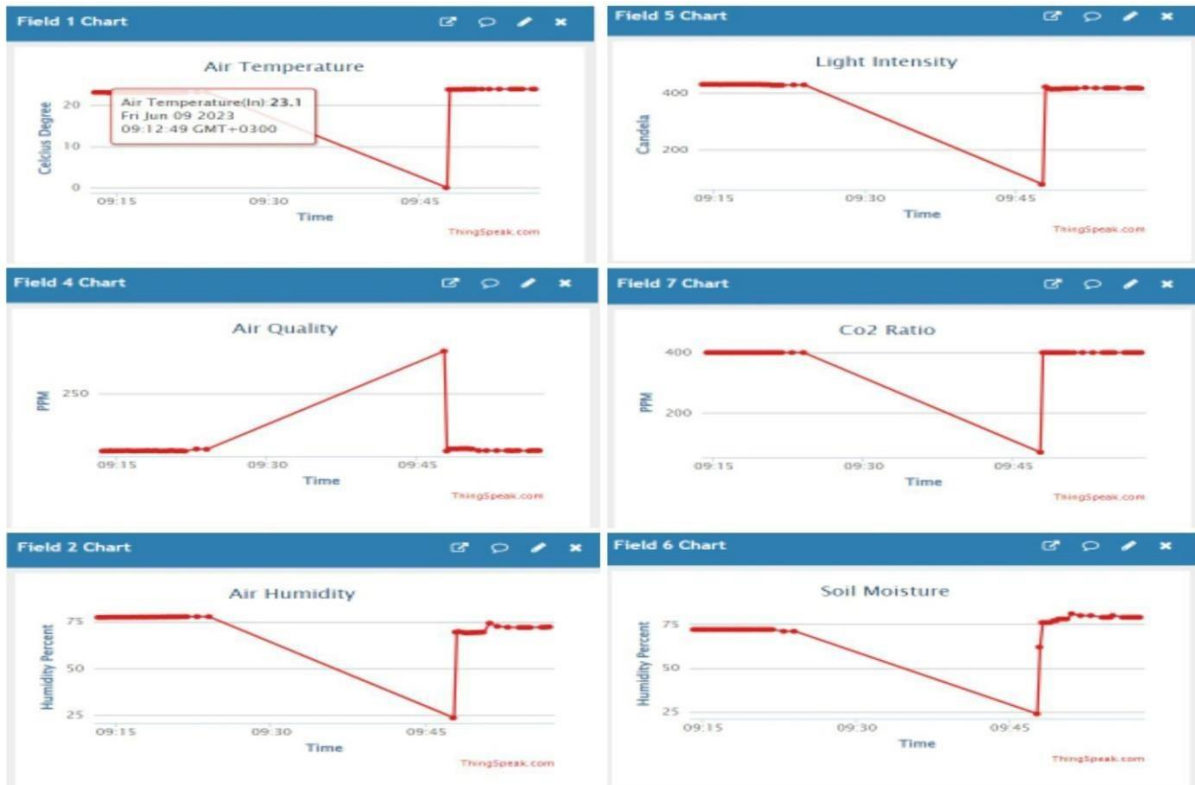 Field 1 Chart
Air Temperature
Celcius Degree
20
10
0
Air Temperature(In): 23.1
Fri Jun 09 2023
09:12:49 GMT+0300
09:15 09:30 09:45
Time
ThingSpeak.com
Field 5 Chart
Light Intensity
Candela
400
200
09:15 09:30 09:45
Time
ThingSpeak.com
Field 4 Chart
Air Quality
PPM
250
09:15 09:30 09:45
Time
ThingSpeak.com
Field 7 Chart
Co2 Ratio
PPM
400
200
09:15 09:30 09:45
Time
ThingSpeak.com
Field 2 Chart
Air Humidity
Humidity Percent
75
50
25
09:15 09:30 09:45
Time
ThingSpeak.com
Field 6 Chart
Soil Moisture
Humidity Percent
75
50
25
09:15 09:30 09:45
Time
ThingSpeak.com